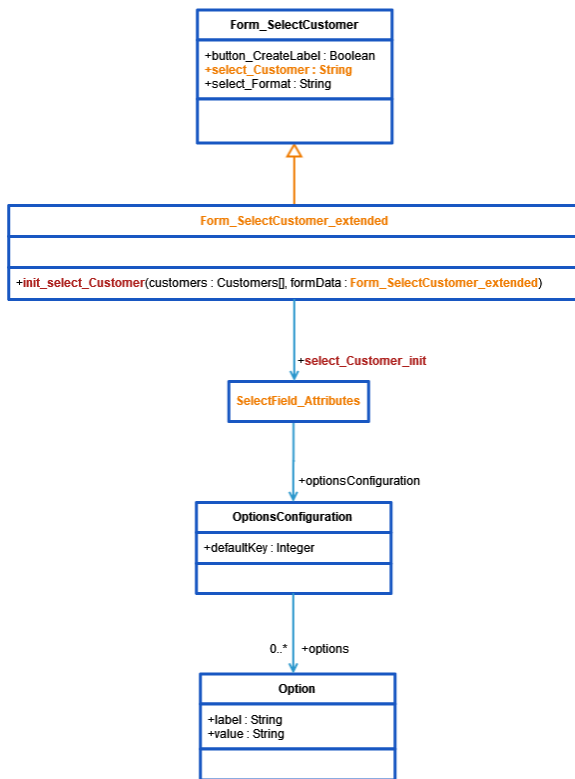 Form_SelectCustomer
+button_CreateLabel : Boolean
+select_Customer : String
+select_Format : String
Form_SelectCustomer_extended
+init_select_Customer(customers : Customers[], formData : Form_SelectCustomer_extended)
+select_Customer_init
SelectField_Attributes
+optionsConfiguration
OptionsConfiguration
+defaultKey : Integer
0..* +options
Option
+label : String
+value : String